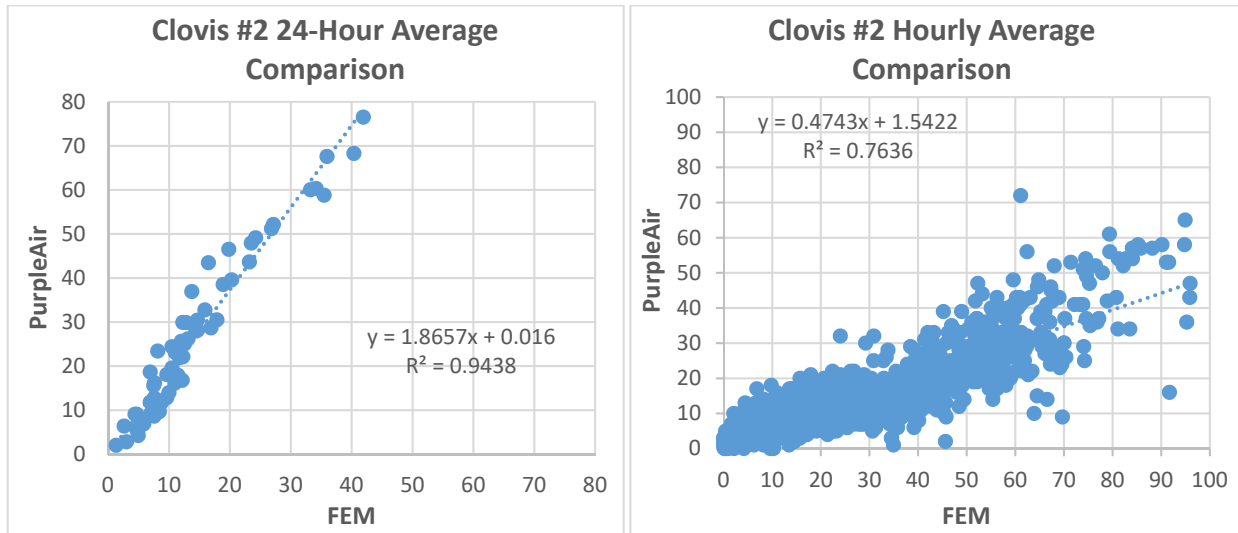 Clovis #2 24-Hour Average
Comparison
80
70
60
50
40
30
20
10
0
PurpleAir
y = 1.8657x + 0.016
R² = 0.9438
0 10 20 30 40 50 60 70 80
FEM
Clovis #2 Hourly Average
Comparison
100
90
80
70
60
50
40
30
20
10
0
PurpleAir
y = 0.4743x + 1.5422
R² = 0.7636
0 10 20 30 40 50 60 70 80 90 100
FEM